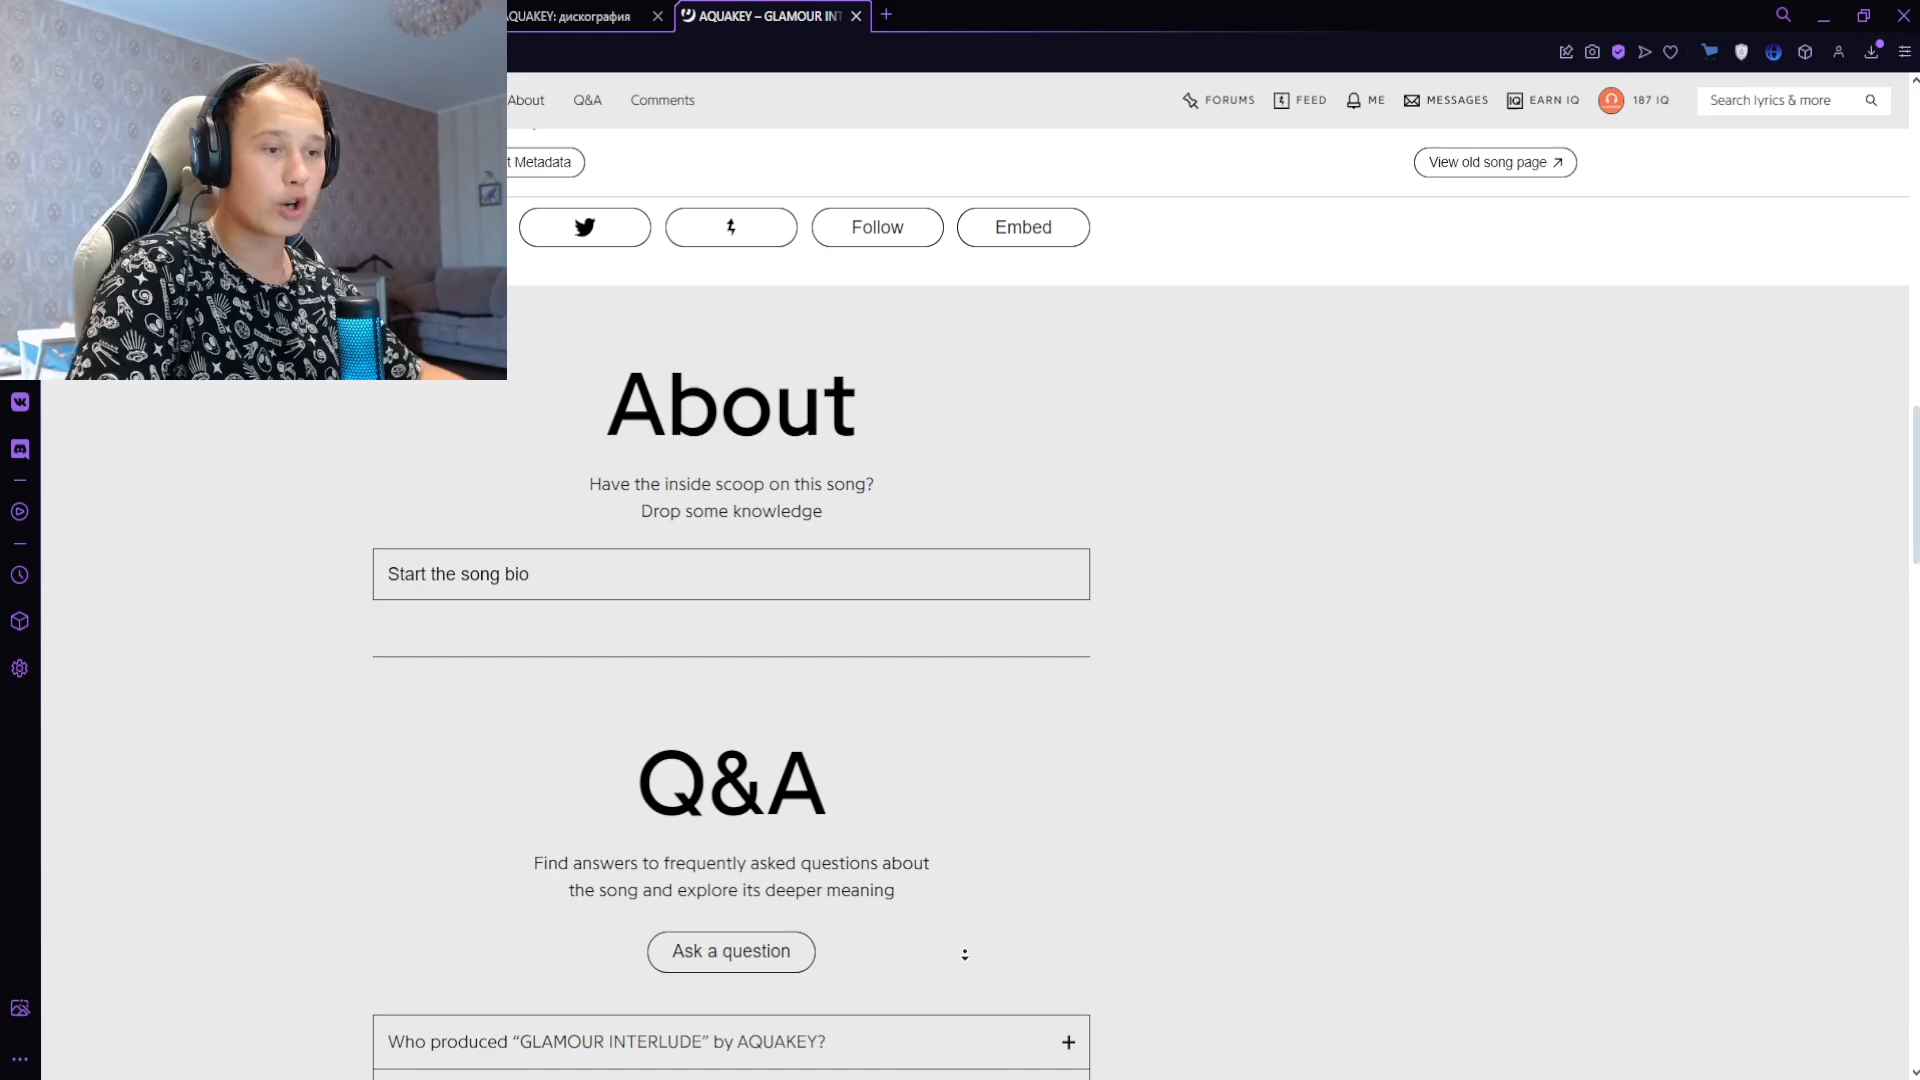 QUAKEY: дискография
AQUAKEY – GLAMOUR INT
About
Q&A
Comments
FORUMS
FEED
ME
MESSAGES
IQ
EARN IQ
187 IQ
Search lyrics & more
t Metadata
View old song page
Follow
Embed
About
Have the inside scoop on this song?
Drop some knowledge
Start the song bio
Q&A
Find answers to frequently asked questions about
the song and explore its deeper meaning
Ask a question
Who produced “GLAMOUR INTERLUDE” by AQUAKEY?